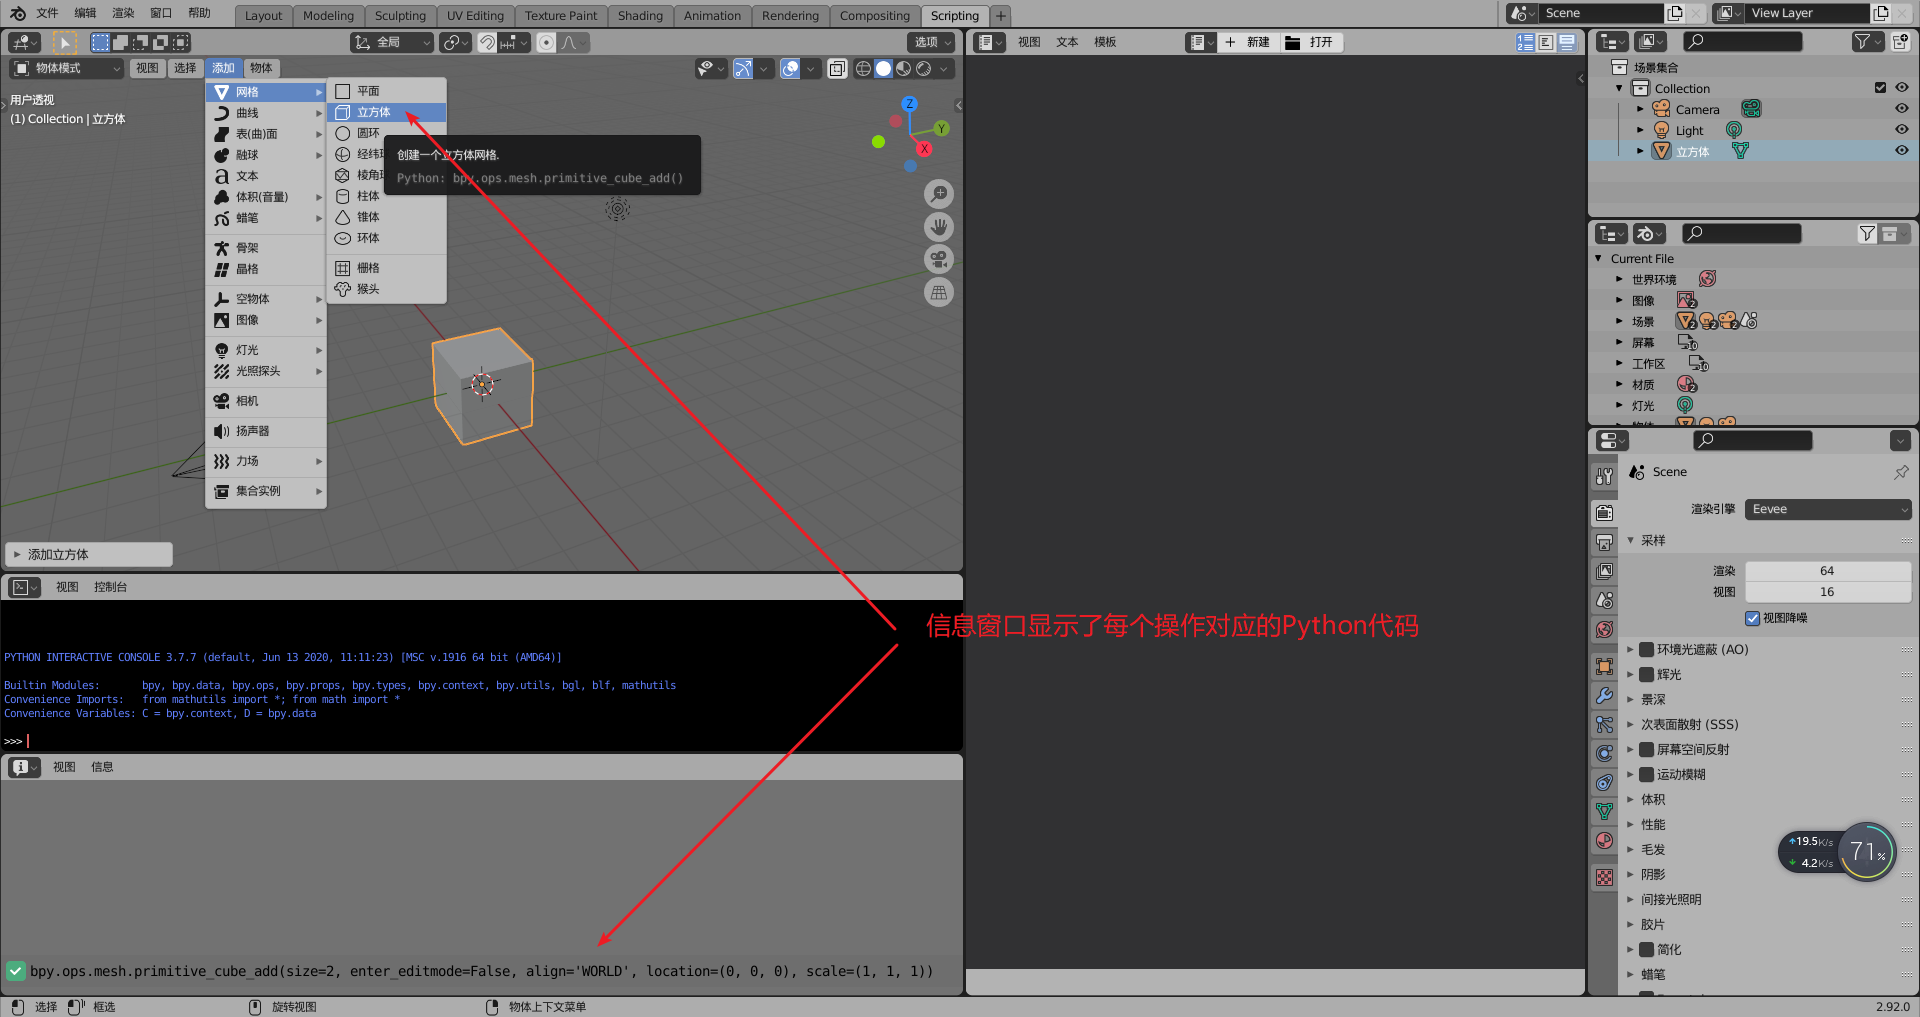 文件 编辑 渲染 窗口 帮助 Layout Modeling Sculpting UV Editing Texture Paint Shading Animation Rendering Compositing Scripting Scene View Layer
全局 选项
物体模式 视图 选择 添加 物体
用户透视
(1) Collection | 立方体
网格
曲线
表(曲)面
融球
文本
体积(音量)
蜡笔
骨架
晶格
空物体
图像
灯光
光照探头
相机
扬声器
力场
集合实例
平面
立方体
圆环
经纬
棱角
柱体
锥体
环体
栅格
猴头
创建一个立方体网格.
Python: bpy.ops.mesh.primitive_cube_add()
Z
Y
X
添加立方体
视图 控制台
PYTHON INTERACTIVE CONSOLE 3.7.7 (default, Jun 13 2020, 11:11:23) [MSC v.1916 64 bit (AMD64)]
Builtin Modules: bpy, bpy.data, bpy.ops, bpy.props, bpy.types, bpy.context, bpy.utils, bgl, blf, mathutils
Convenience Imports: from mathutils import *; from math import *
Convenience Variables: C = bpy.context, D = bpy.data
>>>
视图 信息
bpy.ops.mesh.primitive_cube_add(size=2, enter_editmode=False, align='WORLD', location=(0, 0, 0), scale=(1, 1, 1))
选择 框选 旋转视图 物体上下文菜单 2.92.0
视图 文本 模板 新建 打开
信息窗口显示了每个操作对应的Python代码
场景集合
Collection
Camera
Light
立方体
Current File
世界环境
图像 2
场景 2 2 2
屏幕 10
工作区 10
材质 2
灯光
Scene
渲染引擎 Eevee
采样
渲染 64
视图 16
视图降噪
环境光遮蔽 (AO)
辉光
景深
次表面散射 (SSS)
屏幕空间反射
运动模糊
体积
性能
毛发
阴影
间接光照明
胶片
简化
蜡笔
19.5K/s
4.2K/s
71%